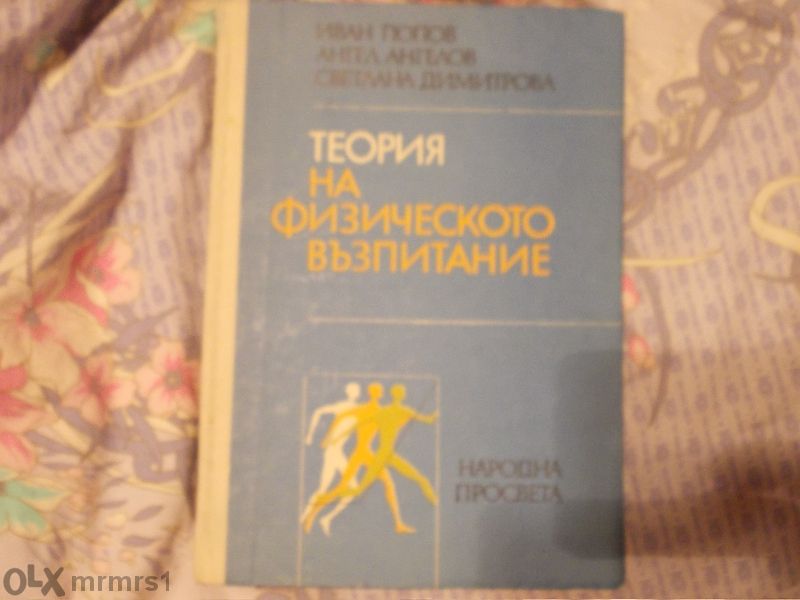 ИВАН ПОПОВ
АНГЕЛ АНГЕЛОВ
СВЕТЛАНА ДИМИТРОВА
ТЕОРИЯ
НА
ФИЗИЧЕСКОТО
ВЪЗПИТАНИЕ
НАРОДНА
ПРОСВЕТА
OLX mrmrs1